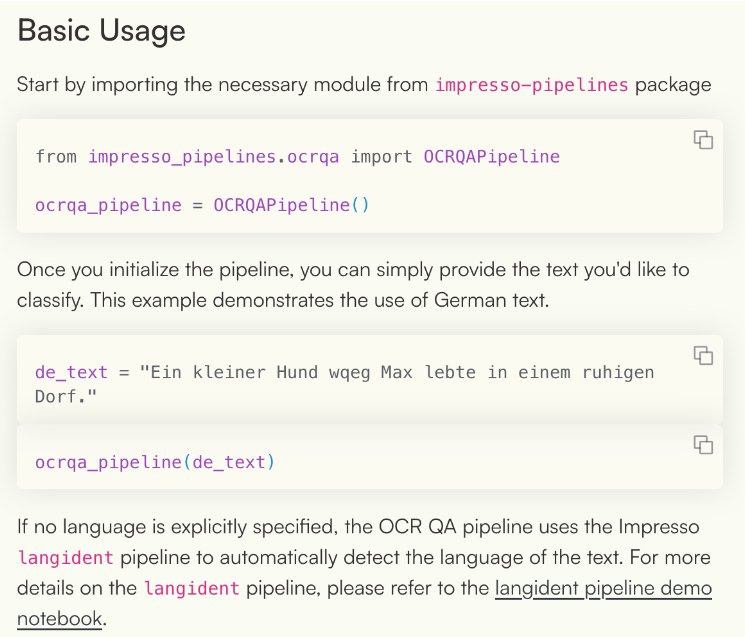 Basic Usage
Start by importing the necessary module from impresso-pipelines package
from impresso_pipelines.ocrqa import OCRQAPipeline
ocrqa_pipeline = OCRQAPipeline()
Once you initialize the pipeline, you can simply provide the text you'd like to
classify. This example demonstrates the use of German text.
de_text = "Ein kleiner Hund wqeg Max lebte in einem ruhigen
Dorf."
ocrqa_pipeline(de_text)
If no language is explicitly specified, the OCR QA pipeline uses the Impresso
langident pipeline to automatically detect the language of the text. For more
details on the langident pipeline, please refer to the langident pipeline demo
notebook.